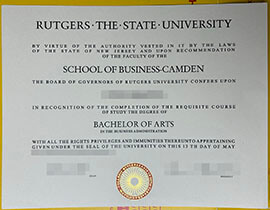 RUTGERS·THE·STATE·UNIVERSITY
BY VIRTUE OF THE AUTHORITY VESTED IN IT BY THE LAWS
OF THE STATE OF NEW JERSEY AND UPON RECOMMENDATION
OF THE FACULTY OF THE
SCHOOL OF BUSINESS-CAMDEN
THE BOARD OF GOVERNORS OF RUTGERS UNIVERSITY CONFERS UPON
IN RECOGNITION OF THE COMPLETION OF THE REQUISITE COURSE
OF STUDY THE DEGREE OF
BACHELOR OF ARTS
IN THE BUSINESS ADMINISTRATION
WITH ALL THE RIGHTS PRIVILEGES AND IMMUNITIES THERETO APPERTAINING
GIVEN UNDER THE SEAL OF THE UNIVERSITY ON THIS 13 TH DAY OF MAY